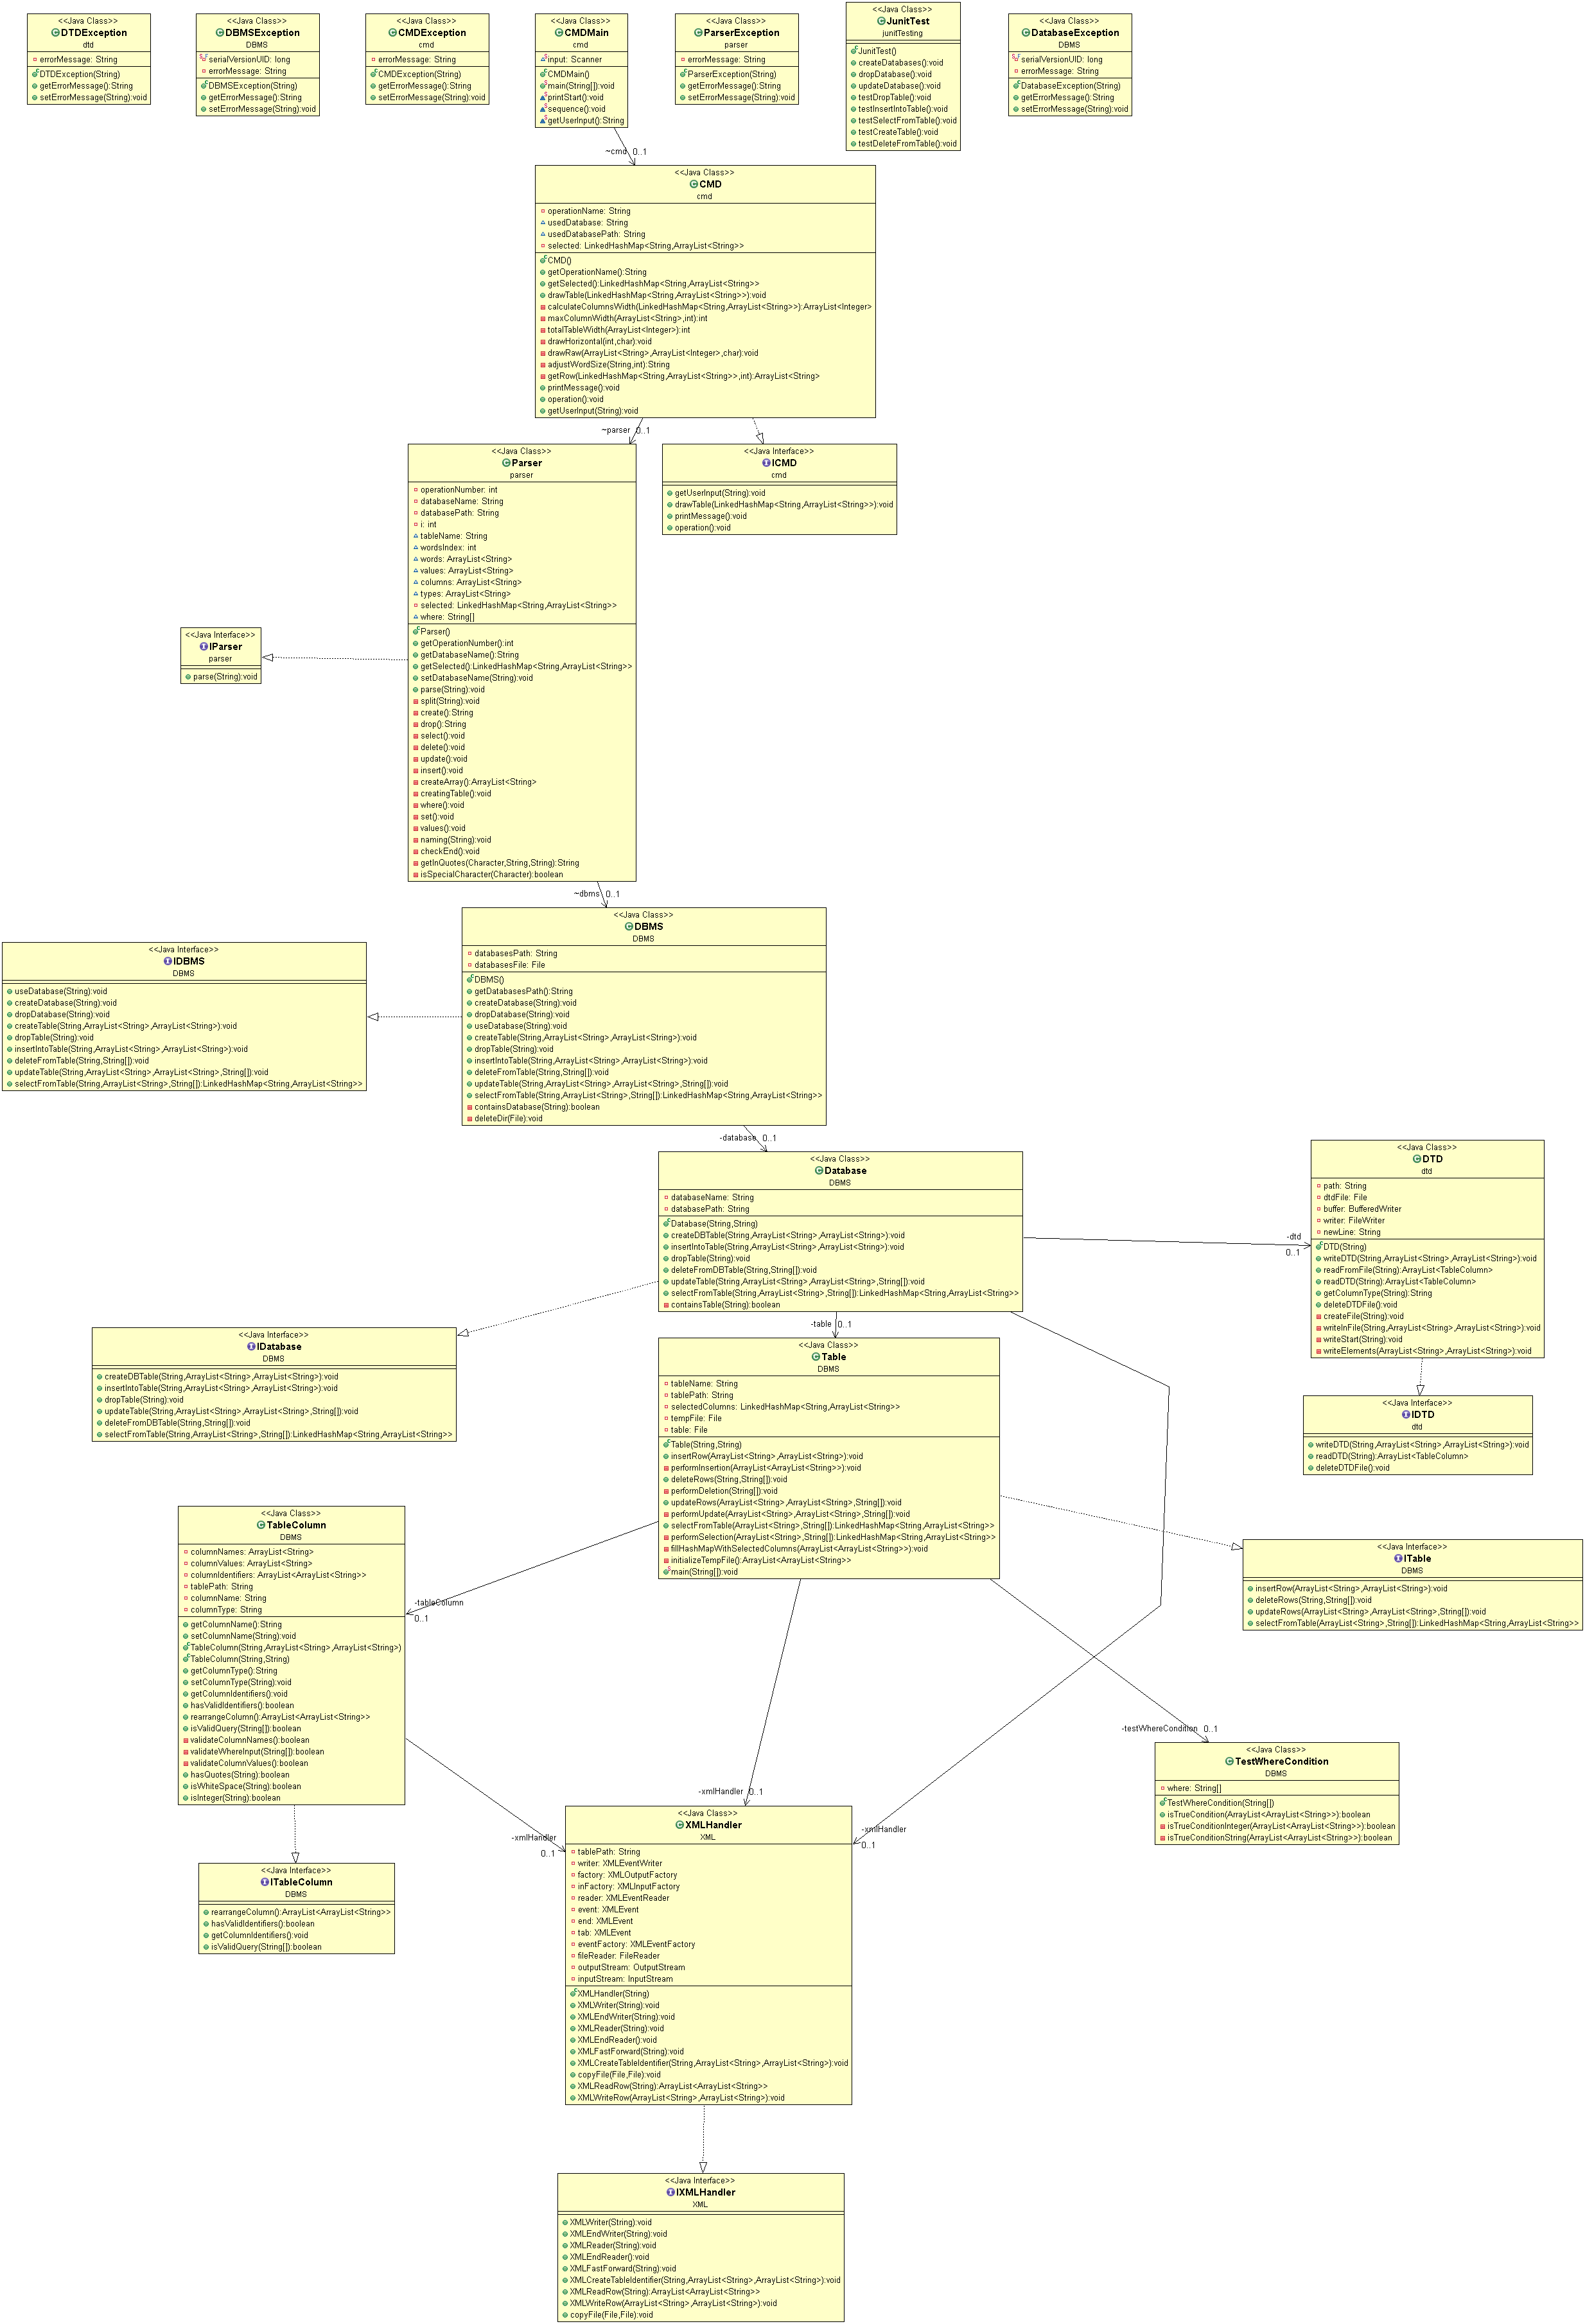 <<Java Class>>
DTDException
dtd
errorMessage: String
DTDException(String)
getErrorMessage():String
setErrorMessage(String):void
<<Java Class>>
DBMSException
DBMS
serialVersionUID: long
errorMessage: String
DBMSException(String)
getErrorMessage():String
setErrorMessage(String):void
<<Java Class>>
CMDException
cmd
errorMessage: String
CMDException(String)
getErrorMessage():String
setErrorMessage(String):void
<<Java Class>>
CMDMain
cmd
input: Scanner
CMDMain()
main(String[]):void
printStart():void
sequence():void
getUserInput():String
<<Java Class>>
ParserException
parser
errorMessage: String
ParserException(String)
getErrorMessage():String
setErrorMessage(String):void
<<Java Class>>
JunitTest
junitTesting
JunitTest()
createDatabases():void
dropDatabase():void
updateDatabase():void
testDropTable():void
testInsertIntoTable():void
testSelectFromTable():void
testCreateTable():void
testDeleteFromTable():void
<<Java Class>>
DatabaseException
DBMS
serialVersionUID: long
errorMessage: String
DatabaseException(String)
getErrorMessage():String
setErrorMessage(String):void
~cmd 0..1
<<Java Class>>
CMD
cmd
operationName: String
usedDatabase: String
usedDatabasePath: String
selected: LinkedHashMap<String,ArrayList<String>>
CMD()
getOperationName():String
getSelected():LinkedHashMap<String,ArrayList<String>>
drawTable(LinkedHashMap<String,ArrayList<String>>):void
calculateColumnsWidth(LinkedHashMap<String,ArrayList<String>>):ArrayList<Integer>
maxColumnWidth(ArrayList<String>,int):int
totalTableWidth(ArrayList<Integer>):int
drawHorizontal(int,char):void
drawRaw(ArrayList<String>,ArrayList<Integer>,char):void
adjustWordSize(String,int):String
getRow(LinkedHashMap<String,ArrayList<String>>,int):ArrayList<String>
printMessage():void
operation():void
getUserInput(String):void
~parser 0..1
<<Java Class>>
Parser
parser
operationNumber: int
databaseName: String
databasePath: String
i: int
tableName: String
wordsIndex: int
words: ArrayList<String>
values: ArrayList<String>
columns: ArrayList<String>
types: ArrayList<String>
selected: LinkedHashMap<String,ArrayList<String>>
where: String[]
Parser()
getOperationNumber():int
getDatabaseName():String
getSelected():LinkedHashMap<String,ArrayList<String>>
setDatabaseName(String):void
parse(String):void
split(String):void
create():String
drop():String
select():void
delete():void
update():void
insert():void
createArray():ArrayList<String>
creatingTable():void
where():void
set():void
values():void
naming(String):void
checkEnd():void
getInQuotes(Character,String,String):String
isSpecialCharacter(Character):boolean
<<Java Interface>>
ICMD
cmd
getUserInput(String):void
drawTable(LinkedHashMap<String,ArrayList<String>>):void
printMessage():void
operation():void
<<Java Interface>>
IParser
parser
parse(String):void
~dbms 0..1
<<Java Class>>
DBMS
DBMS
databasesPath: String
databasesFile: File
DBMS()
getDatabasesPath():String
createDatabase(String):void
dropDatabase(String):void
useDatabase(String):void
createTable(String,ArrayList<String>,ArrayList<String>):void
dropTable(String):void
insertIntoTable(String,ArrayList<String>,ArrayList<String>):void
deleteFromTable(String,String[]):void
updateTable(String,ArrayList<String>,ArrayList<String>,String[]):void
selectFromTable(String,ArrayList<String>,String[]):LinkedHashMap<String,ArrayList<String>>
containsDatabase(String):boolean
deleteDir(File):void
<<Java Interface>>
IDBMS
DBMS
useDatabase(String):void
createDatabase(String):void
dropDatabase(String):void
createTable(String,ArrayList<String>,ArrayList<String>):void
dropTable(String):void
insertIntoTable(String,ArrayList<String>,ArrayList<String>):void
deleteFromTable(String,String[]):void
updateTable(String,ArrayList<String>,ArrayList<String>,String[]):void
selectFromTable(String,ArrayList<String>,String[]):LinkedHashMap<String,ArrayList<String>>
-database 0..1
<<Java Class>>
Database
DBMS
databaseName: String
databasePath: String
Database(String,String)
createDBTable(String,ArrayList<String>,ArrayList<String>):void
insertIntoTable(String,ArrayList<String>,ArrayList<String>):void
dropTable(String):void
deleteFromDBTable(String,String[]):void
updateTable(String,ArrayList<String>,ArrayList<String>,String[]):void
selectFromTable(String,ArrayList<String>,String[]):LinkedHashMap<String,ArrayList<String>>
containsTable(String):boolean
-dtd
0..1
<<Java Class>>
DTD
dtd
path: String
dtdFile: File
buffer: BufferedWriter
writer: FileWriter
newLine: String
DTD(String)
writeDTD(String,ArrayList<String>,ArrayList<String>):void
readFromFile(String):ArrayList<TableColumn>
readDTD(String):ArrayList<TableColumn>
getColumnType(String):String
deleteDTDFile():void
createFile(String):void
writeInFile(String,ArrayList<String>,ArrayList<String>):void
writeStart(String):void
writeElements(ArrayList<String>,ArrayList<String>):void
<<Java Interface>>
IDatabase
DBMS
createDBTable(String,ArrayList<String>,ArrayList<String>):void
insertIntoTable(String,ArrayList<String>,ArrayList<String>):void
dropTable(String):void
updateTable(String,ArrayList<String>,ArrayList<String>,String[]):void
deleteFromDBTable(String,String[]):void
selectFromTable(String,ArrayList<String>,String[]):LinkedHashMap<String,ArrayList<String>>
-table 0..1
<<Java Class>>
Table
DBMS
tableName: String
tablePath: String
selectedColumns: LinkedHashMap<String,ArrayList<String>>
tempFile: File
table: File
Table(String,String)
insertRow(ArrayList<String>,ArrayList<String>):void
performInsertion(ArrayList<ArrayList<String>>):void
deleteRows(String,String[]):void
performDeletion(String[]):void
updateRows(ArrayList<String>,ArrayList<String>,String[]):void
performUpdate(ArrayList<String>,ArrayList<String>,String[]):void
selectFromTable(ArrayList<String>,String[]):LinkedHashMap<String,ArrayList<String>>
performSelection(ArrayList<String>,String[]):LinkedHashMap<String,ArrayList<String>>
fillHashMapWithSelectedColumns(ArrayList<ArrayList<String>>):void
initializeTempFile():ArrayList<ArrayList<String>>
main(String[]):void
<<Java Interface>>
IDTD
dtd
writeDTD(String,ArrayList<String>,ArrayList<String>):void
readDTD(String):ArrayList<TableColumn>
deleteDTDFile():void
<<Java Class>>
TableColumn
DBMS
columnNames: ArrayList<String>
columnValues: ArrayList<String>
columnIdentifiers: ArrayList<ArrayList<String>>
tablePath: String
columnName: String
columnType: String
getColumnName():String
setColumnName(String):void
TableColumn(String,ArrayList<String>,ArrayList<String>)
TableColumn(String,String)
getColumnType():String
setColumnType(String):void
getColumnIdentifiers():void
hasValidIdentifiers():boolean
rearrangeColumn():ArrayList<ArrayList<String>>
isValidQuery(String[]):boolean
validateColumnNames():boolean
validateWhereInput(String[]):boolean
validateColumnValues():boolean
hasQuotes(String):boolean
isWhiteSpace(String):boolean
isInteger(String):boolean
-tableColumn
0..1
<<Java Interface>>
ITable
DBMS
insertRow(ArrayList<String>,ArrayList<String>):void
deleteRows(String,String[]):void
updateRows(ArrayList<String>,ArrayList<String>,String[]):void
selectFromTable(ArrayList<String>,String[]):LinkedHashMap<String,ArrayList<String>>
-testWhereCondition 0..1
<<Java Class>>
TestWhereCondition
DBMS
where: String[]
TestWhereCondition(String[])
isTrueCondition(ArrayList<ArrayList<String>>):boolean
isTrueConditionInteger(ArrayList<ArrayList<String>>):boolean
isTrueConditionString(ArrayList<ArrayList<String>>):boolean
-xmlHandler 0..1
-xmlHandler
0..1
-xmlHandler
0..1
<<Java Class>>
XMLHandler
XML
tablePath: String
writer: XMLEventWriter
factory: XMLOutputFactory
inFactory: XMLInputFactory
reader: XMLEventReader
event: XMLEvent
end: XMLEvent
tab: XMLEvent
eventFactory: XMLEventFactory
fileReader: FileReader
outputStream: OutputStream
inputStream: InputStream
XMLHandler(String)
XMLWriter(String):void
XMLEndWriter(String):void
XMLReader(String):void
XMLEndReader():void
XMLFastForward(String):void
XMLCreateTableIdentifier(String,ArrayList<String>,ArrayList<String>):void
copyFile(File,File):void
XMLReadRow(String):ArrayList<ArrayList<String>>
XMLWriteRow(ArrayList<String>,ArrayList<String>):void
<<Java Interface>>
ITableColumn
DBMS
rearrangeColumn():ArrayList<ArrayList<String>>
hasValidIdentifiers():boolean
getColumnIdentifiers():void
isValidQuery(String[]):boolean
<<Java Interface>>
IXMLHandler
XML
XMLWriter(String):void
XMLEndWriter(String):void
XMLReader(String):void
XMLEndReader():void
XMLFastForward(String):void
XMLCreateTableIdentifier(String,ArrayList<String>,ArrayList<String>):void
XMLReadRow(String):ArrayList<ArrayList<String>>
XMLWriteRow(ArrayList<String>,ArrayList<String>):void
copyFile(File,File):void